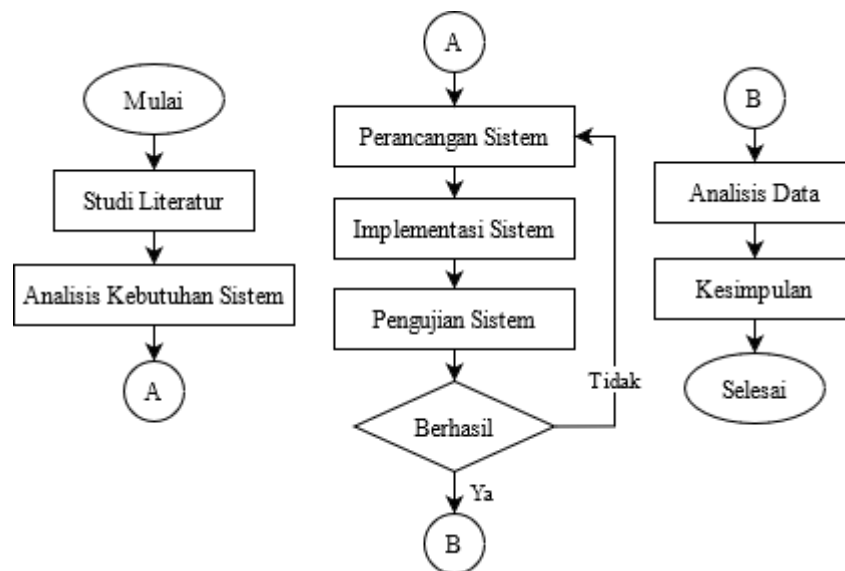 Mulai
Studi Literatur
Analisis Kebutuhan Sistem
A
A
Perancangan Sistem
Implementasi Sistem
Pengujian Sistem
Berhasil
Tidak
Ya
B
B
Analisis Data
Kesimpulan
Selesai